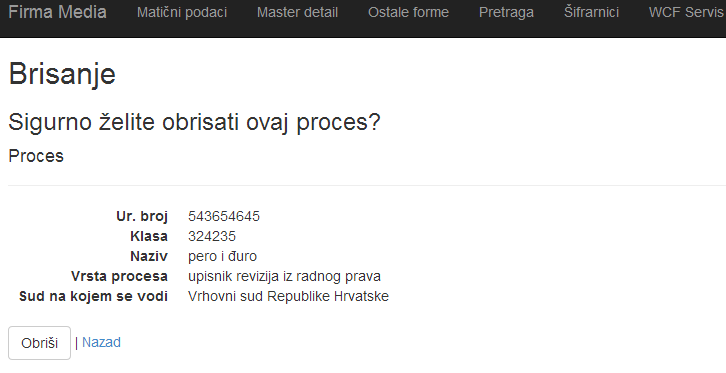 Firma Media Matični podaci Master detail Ostale forme Pretraga Šifrarnici WCF Servis
Brisanje
Sigurno želite obrisati ovaj proces?
Proces
Ur. broj 543654645
Klasa 324235
Naziv pero i đuro
Vrsta procesa upisnik revizija iz radnog prava
Sud na kojem se vodi Vrhovni sud Republike Hrvatske
Obriši | Nazad